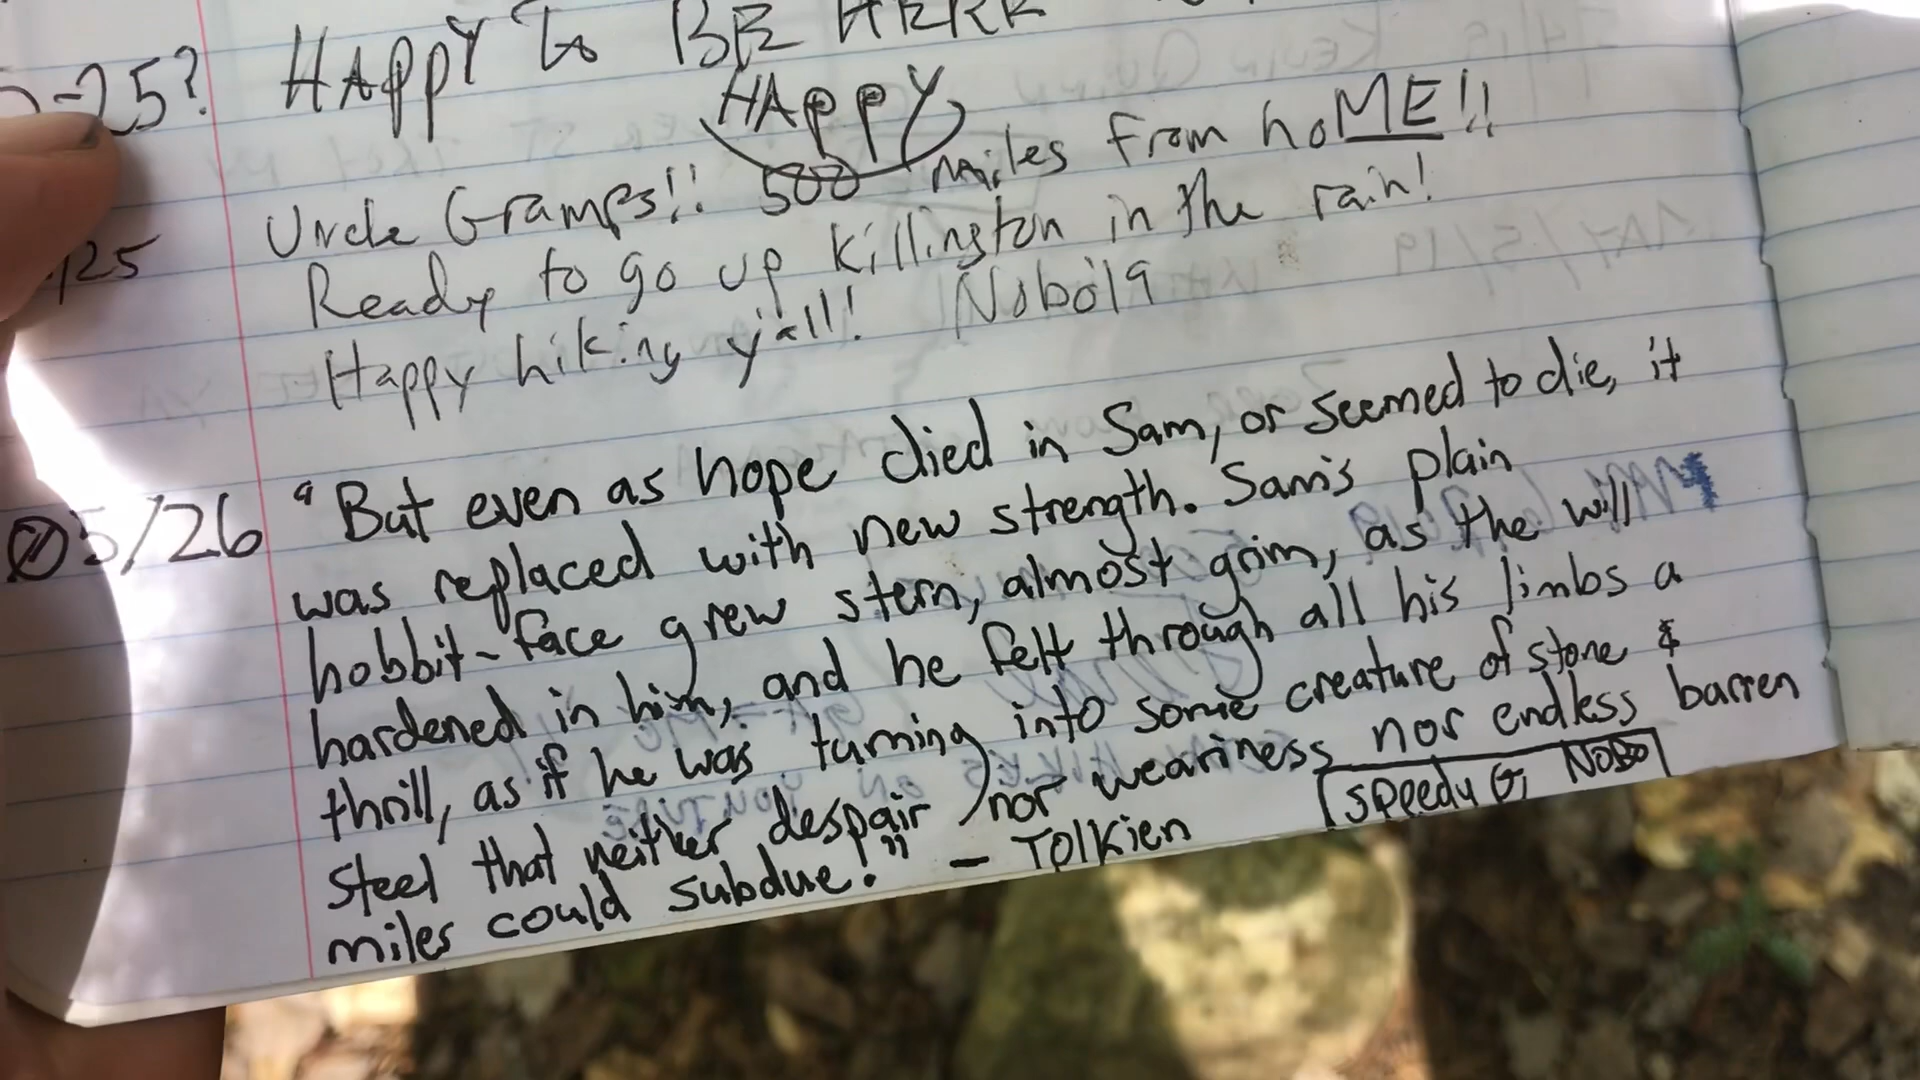 -25? HAPPY to BE HERE
HAPPY
Uncle Gramps!! 500 miles from hoME!!
/25 Ready to go up Killington in the rain!
Happy hiking y'all! Nobo'19
05/26 "But even as hope died in Sam, or seemed to die, it
was replaced with new strength. Sam's plain
hobbit-face grew stern, almost grim, as the will
hardened in him, and he felt through all his limbs a
thrill, as if he was turning into some creature of stone &
steel that neither despair nor weariness nor endless barren
miles could subdue!" - Tolkien Speedy G, NOBO